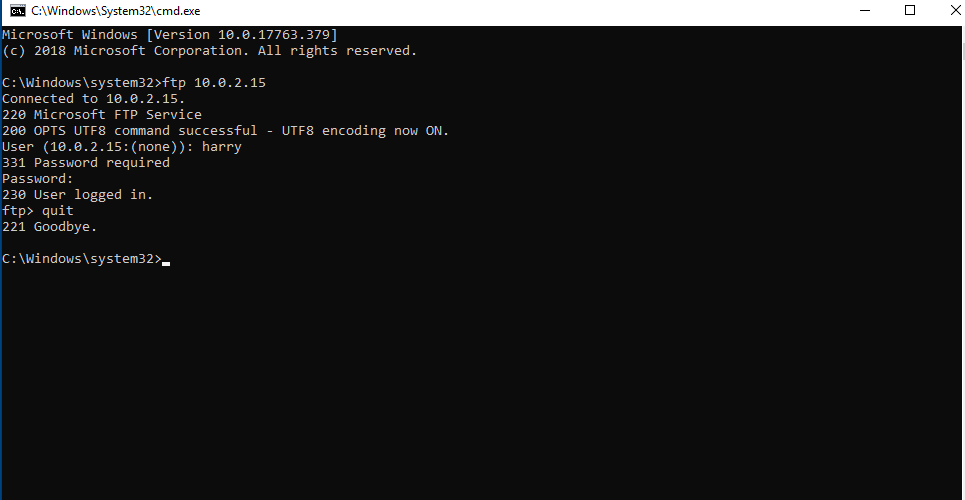 C:\Windows\System32\cmd.exe
Microsoft Windows [Version 10.0.17763.379]
(c) 2018 Microsoft Corporation. All rights reserved.
C:\Windows\system32>ftp 10.0.2.15
Connected to 10.0.2.15.
220 Microsoft FTP Service
200 OPTS UTF8 command successful - UTF8 encoding now ON.
User (10.0.2.15:(none)): harry
331 Password required
Password:
230 User logged in.
ftp> quit
221 Goodbye.
C:\Windows\system32>